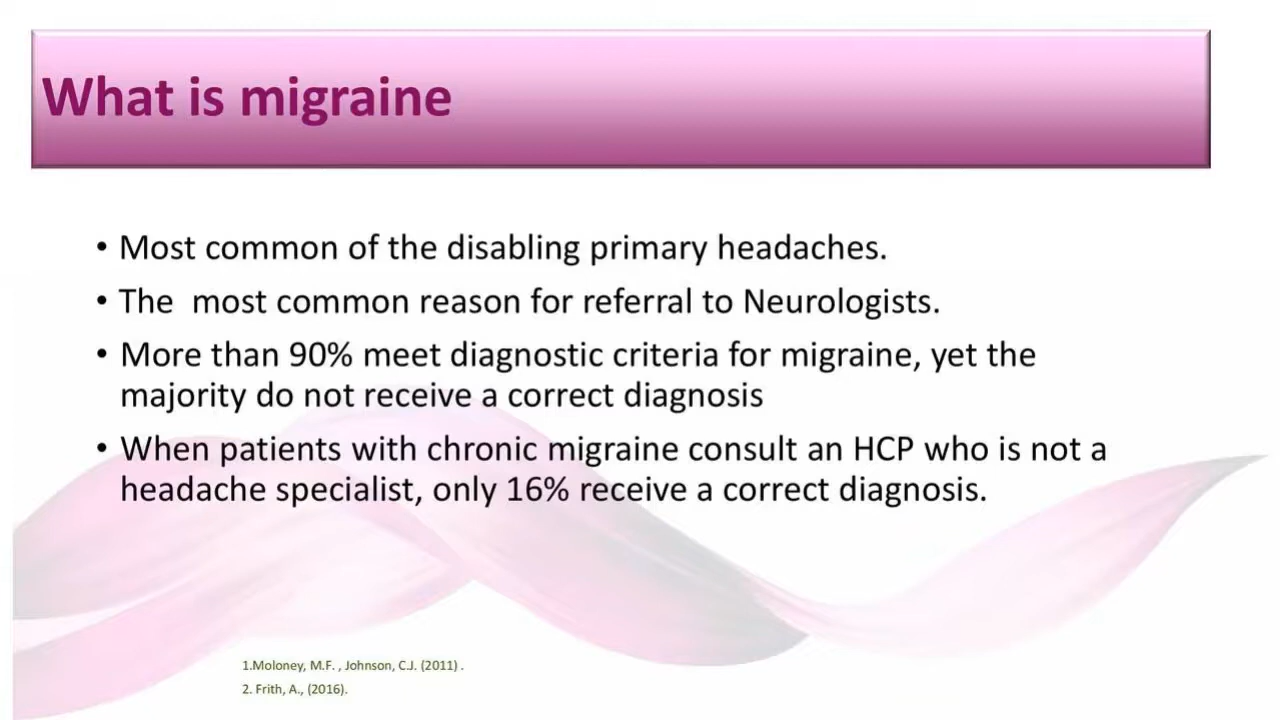 What is migraine
• Most common of the disabling primary headaches.
• The  most common reason for referral to Neurologists.
• More than 90% meet diagnostic criteria for migraine, yet the
majority do not receive a correct diagnosis
• When patients with chronic migraine consult an HCP who is not a
headache specialist, only 16% receive a correct diagnosis.
1.Moloney, M.F. , Johnson, C.J. (2011) .
2. Frith, A., (2016).